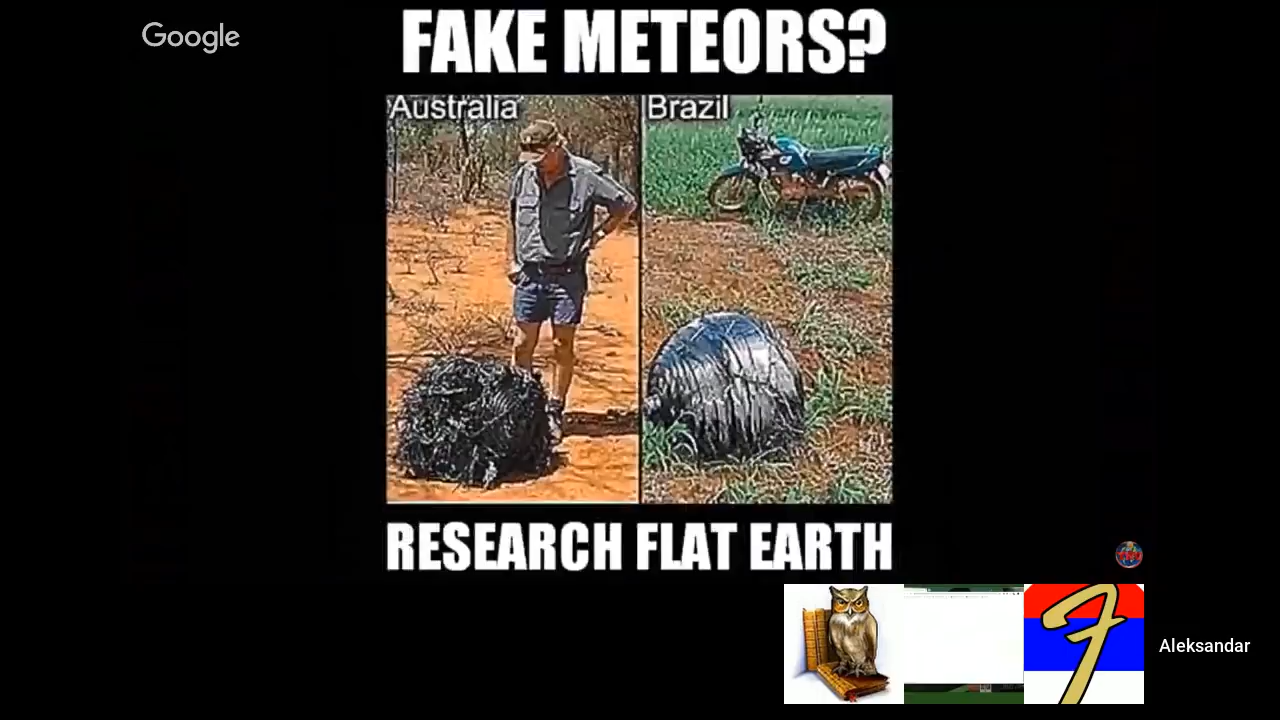 Google
FAKE METEORS?
Australia
Brazil
RESEARCH FLAT EARTH
Aleksandar